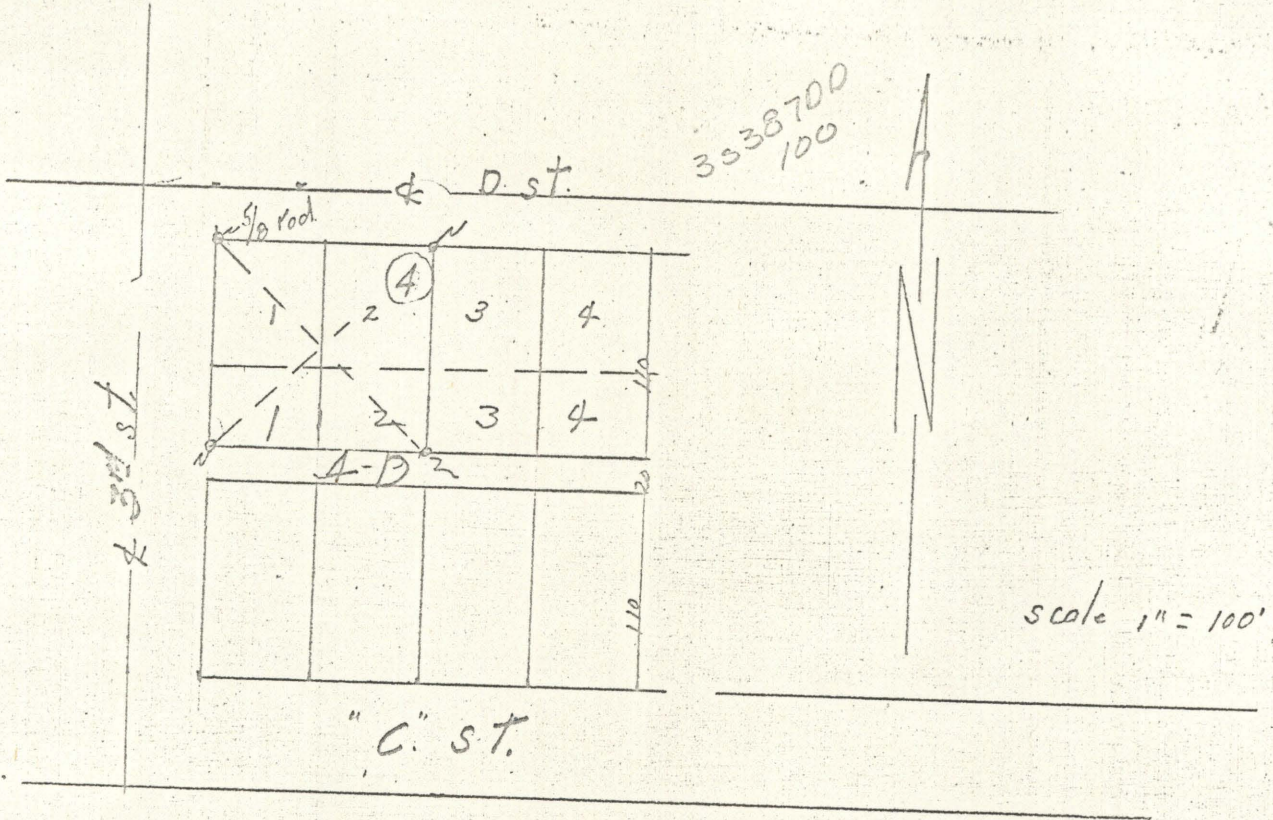 3538700
100
℄ D. st.
5/8 rod
4
1 2 3 4
110
1 2 3 4
A-D
20
℄ 3rd st.
110
scale 1" = 100'
"C." st.
N